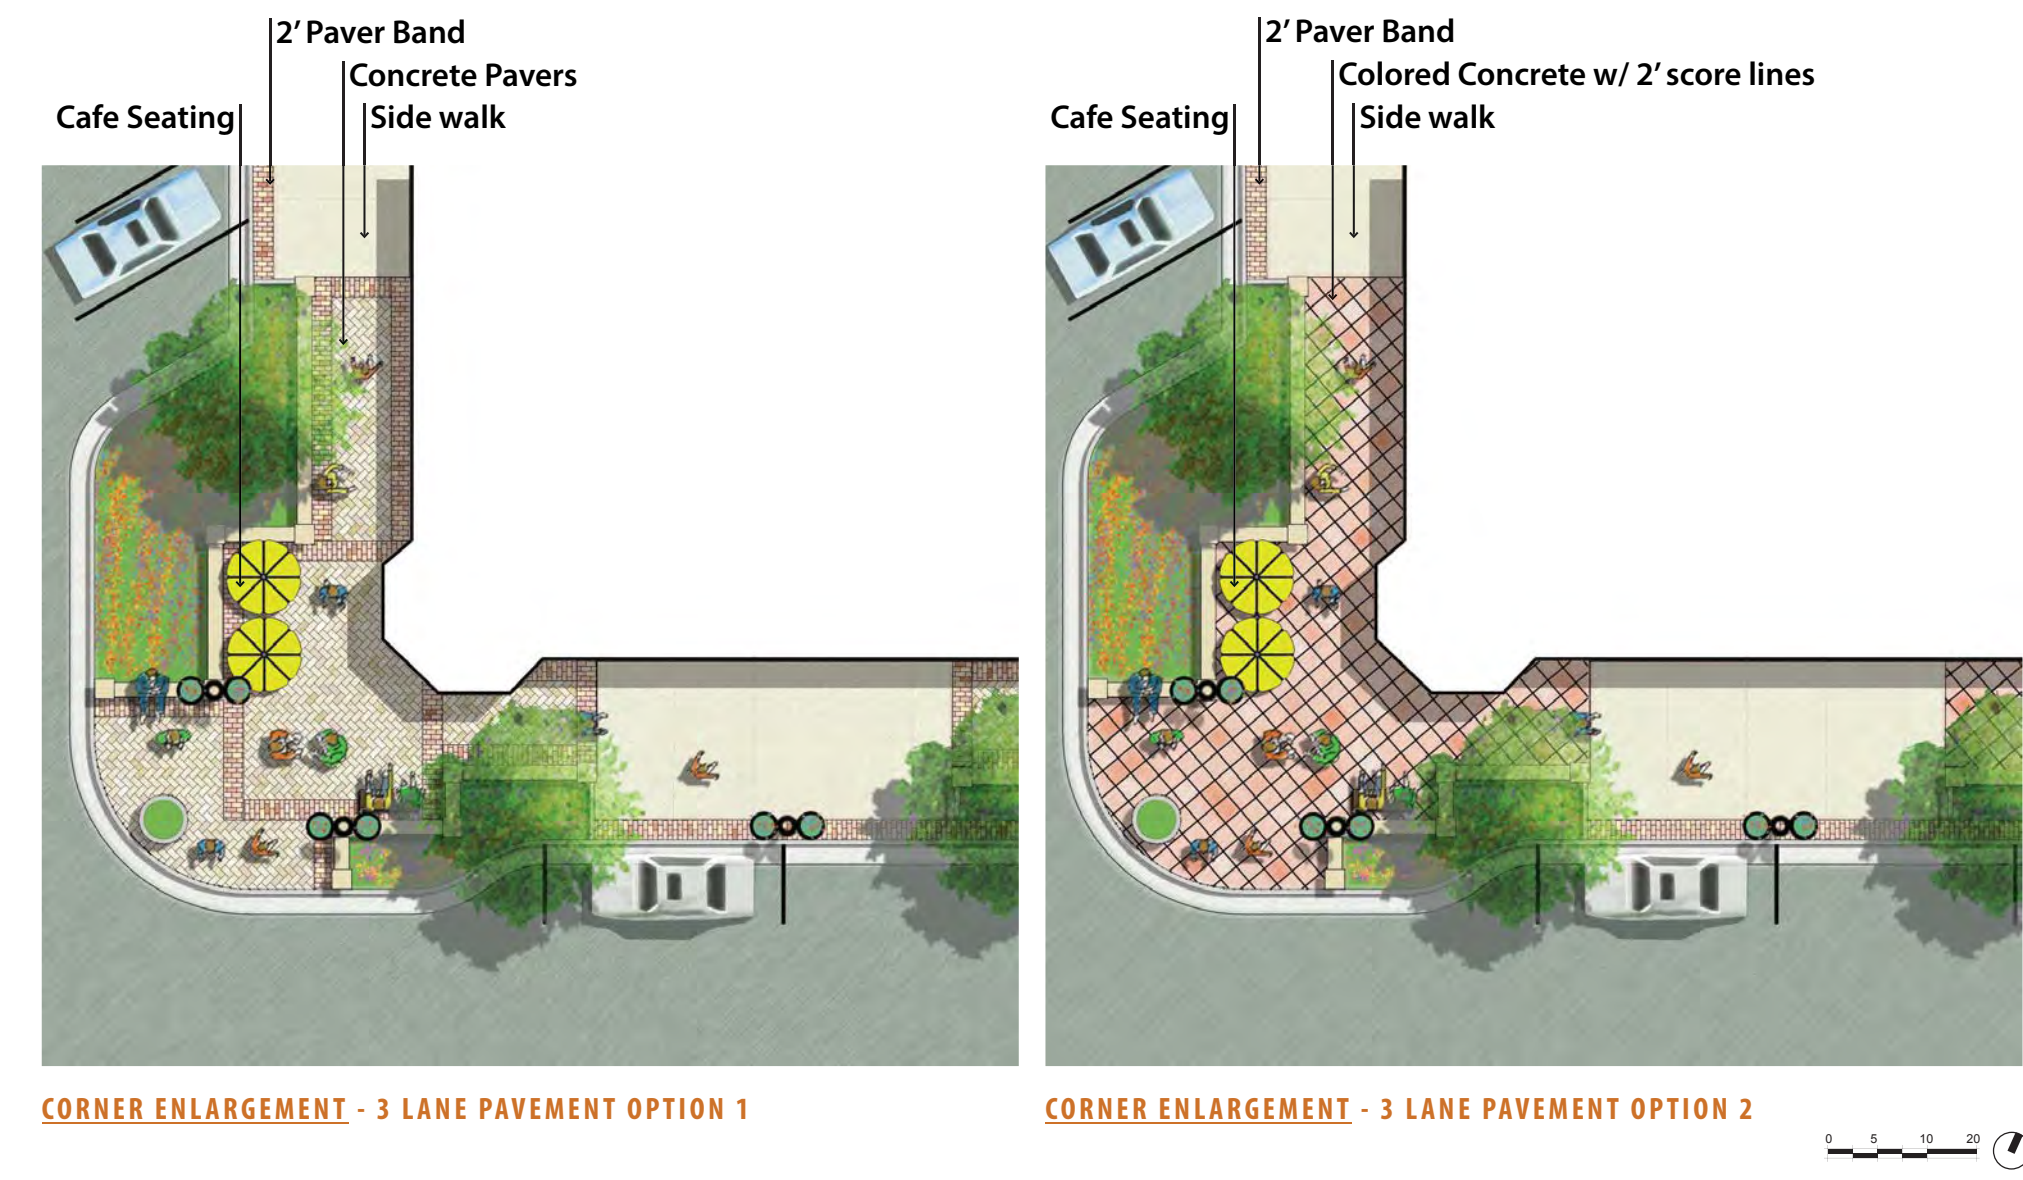 2’ Paver Band
Concrete Pavers
Cafe Seating
Side walk
2’ Paver Band
Colored Concrete w/ 2’ score lines
Cafe Seating
Side walk
CORNER ENLARGEMENT - 3 LANE PAVEMENT OPTION 1
CORNER ENLARGEMENT - 3 LANE PAVEMENT OPTION 2
0 5 10 20